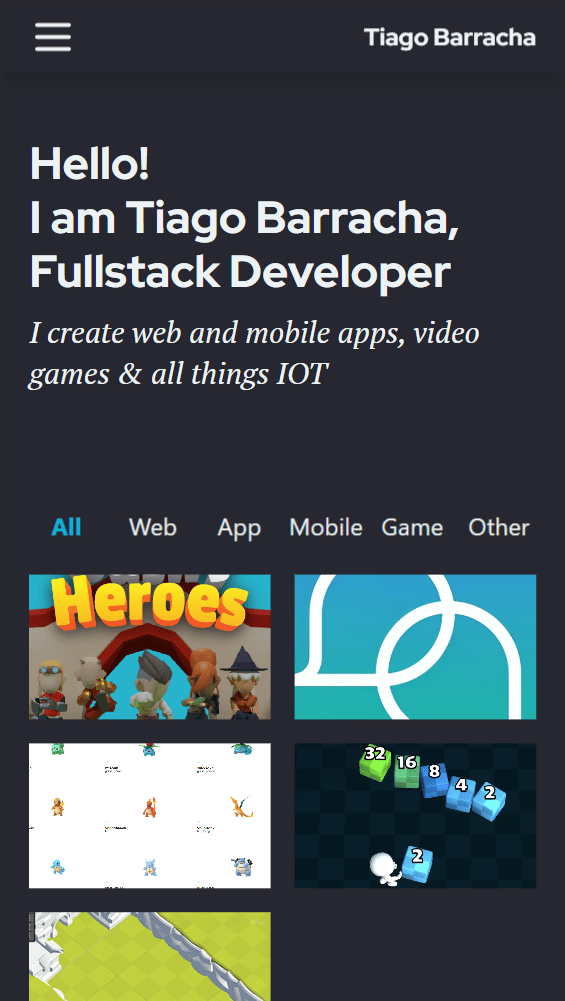 Tiago Barracha
Hello!
I am Tiago Barracha,
Fullstack Developer
I create web and mobile apps, video
games & all things IOT
All Web App Mobile Game Other
Heroes
32
16
8
4
2
2